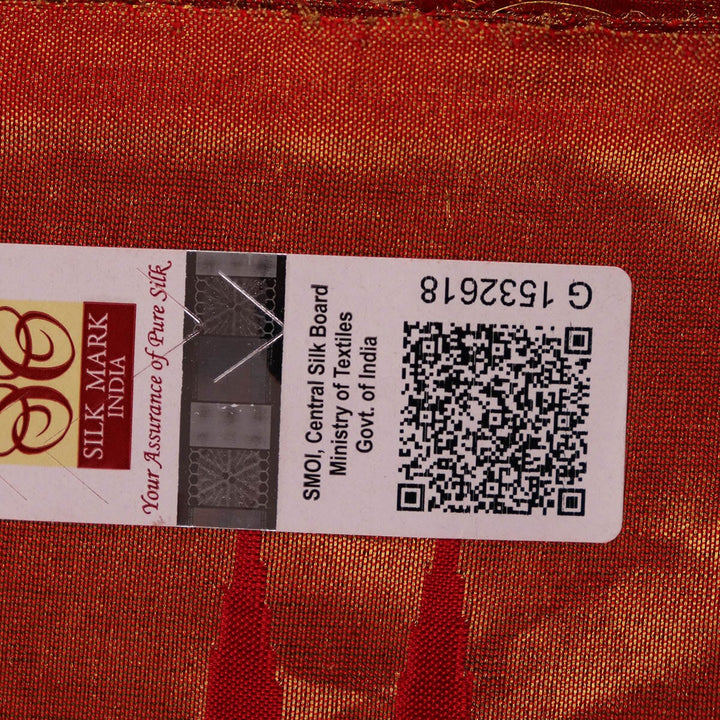 SILK MARK
INDIA
Your Assurance of Pure Silk
SMOI, Central Silk Board
Ministry of Textiles
Govt. of India
G 1532618